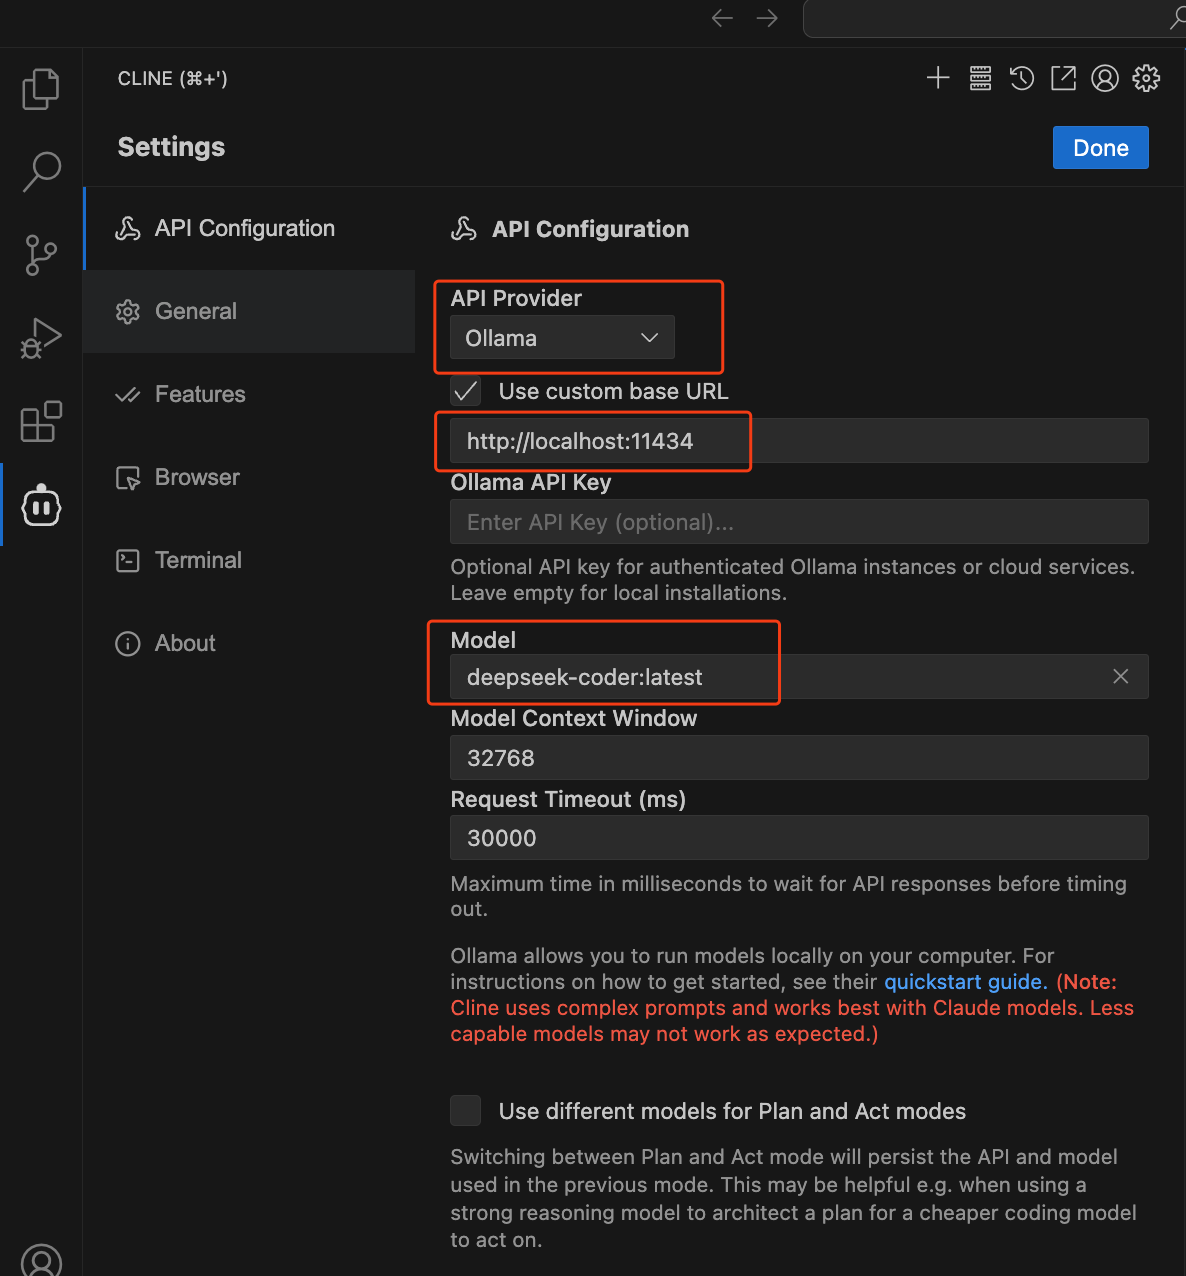 CLINE (⌘+')
Settings
Done
API Configuration
General
Features
Browser
Terminal
About
API Configuration
API Provider
Ollama
Use custom base URL
http://localhost:11434
Ollama API Key
Enter API Key (optional)...
Optional API key for authenticated Ollama instances or cloud services.
Leave empty for local installations.
Model
deepseek-coder:latest
Model Context Window
32768
Request Timeout (ms)
30000
Maximum time in milliseconds to wait for API responses before timing
out.
Ollama allows you to run models locally on your computer. For
instructions on how to get started, see their quickstart guide. (Note:
Cline uses complex prompts and works best with Claude models. Less
capable models may not work as expected.)
Use different models for Plan and Act modes
Switching between Plan and Act mode will persist the API and model
used in the previous mode. This may be helpful e.g. when using a
strong reasoning model to architect a plan for a cheaper coding model
to act on.